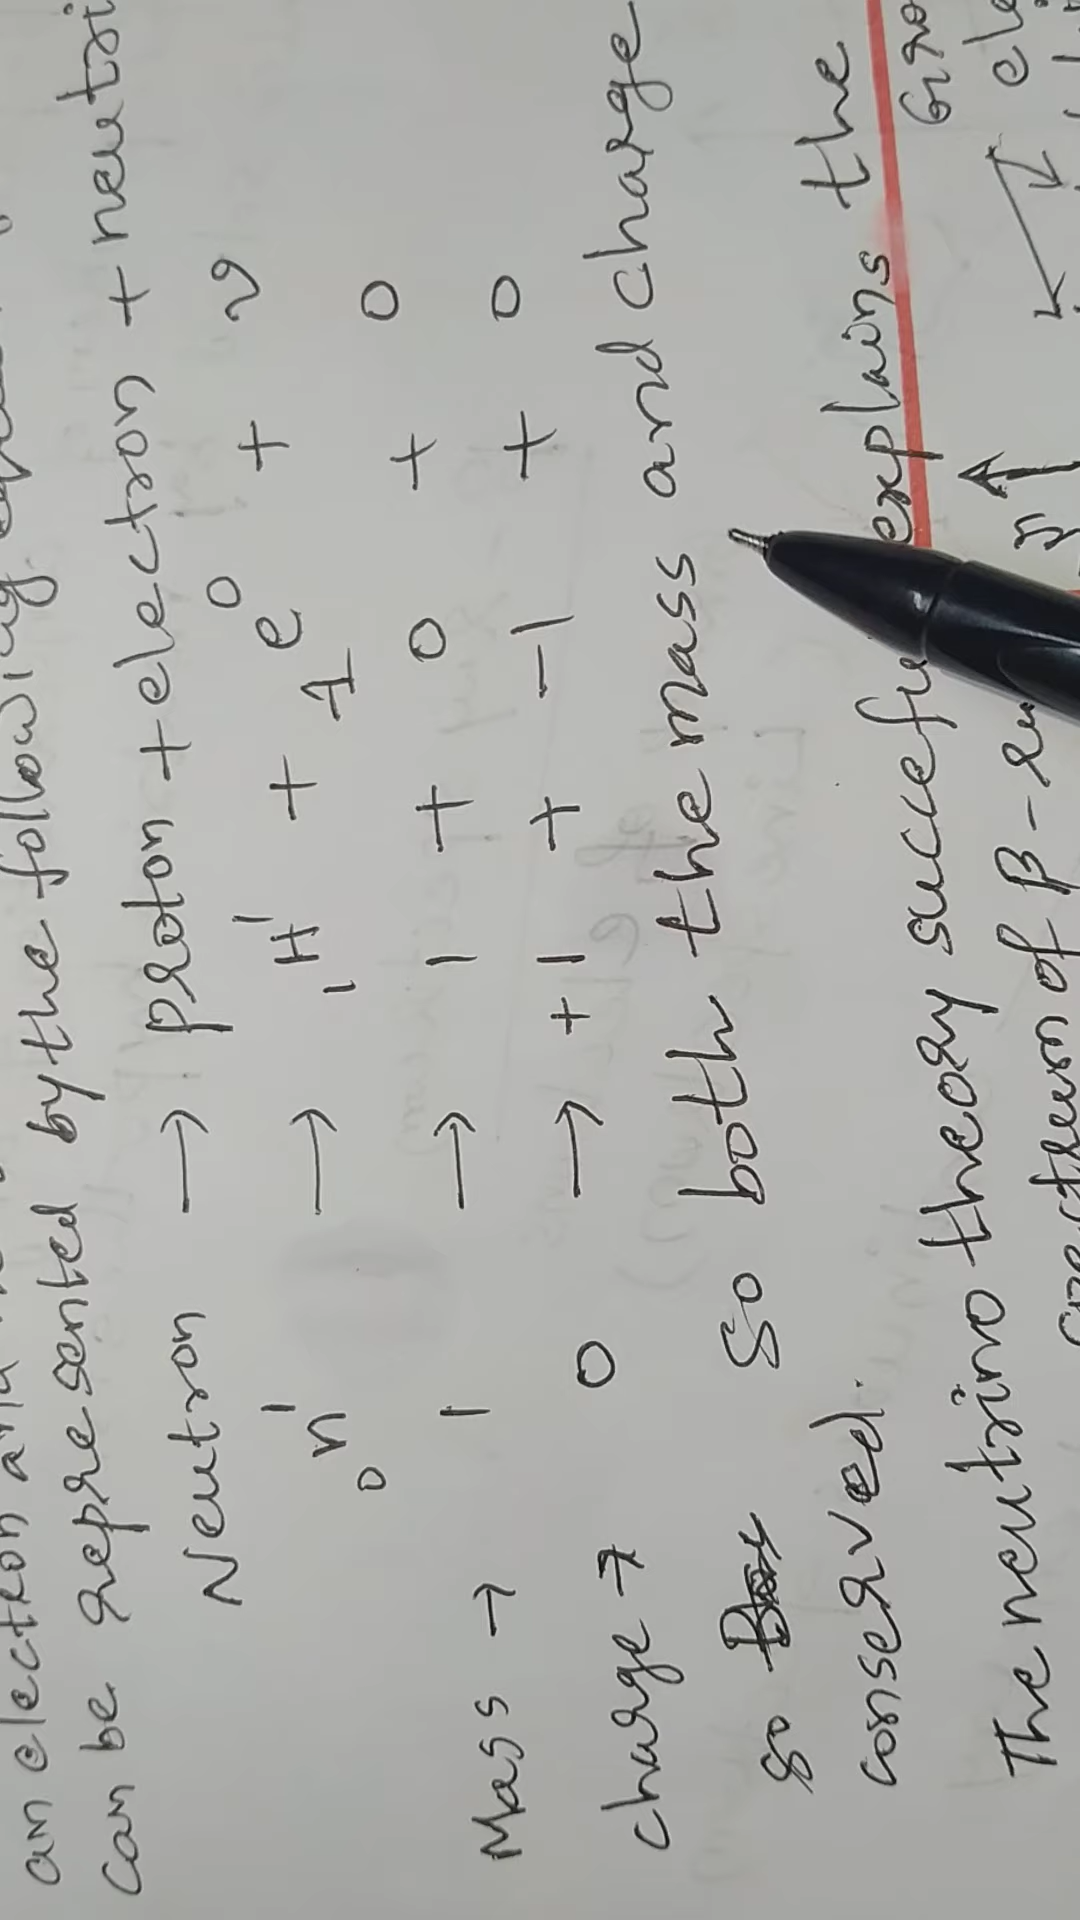 an electron and
can be represented by the following
Neutron → proton + electron + neutri
₀n¹ → ₁H¹ + ₁e⁰ + ν
Mass → 1 → 1 + 0 + 0
charge → 0 → +1 + -1 + 0
so So both the mass and charge
conserved.
The neutrino theory succefu explains the
of β-